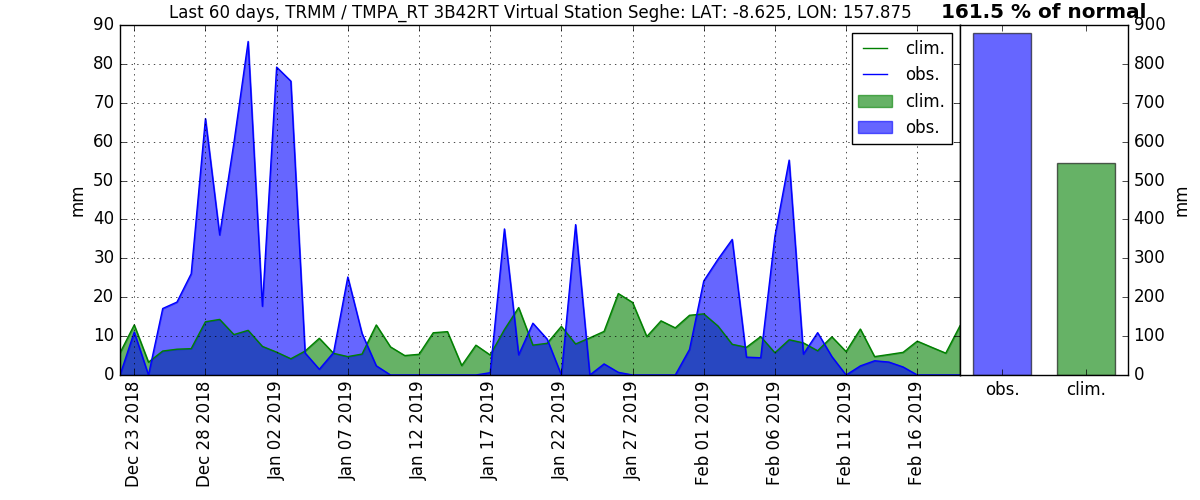 Last 60 days, TRMM / TMPA_RT 3B42RT Virtual Station Seghe: LAT: -8.625, LON: 157.875
161.5 % of normal
90
80
70
60
50
40
30
20
10
0
mm
clim.
obs.
clim.
obs.
900
800
700
600
500
400
300
200
100
0
mm
Dec 23 2018
Dec 28 2018
Jan 02 2019
Jan 07 2019
Jan 12 2019
Jan 17 2019
Jan 22 2019
Jan 27 2019
Feb 01 2019
Feb 06 2019
Feb 11 2019
Feb 16 2019
obs.
clim.